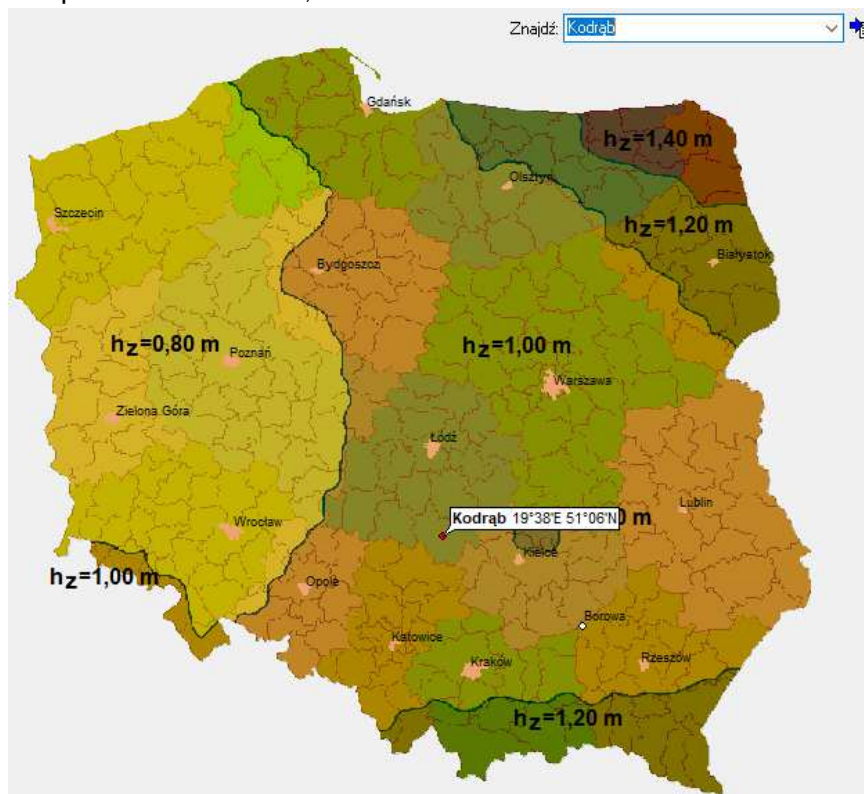 Znajdź: Kodrąb
Gdańsk
hz=1,40 m
Olsztyn
Szczecin
hz=1,20 m
Białystok
Bydgoszcz
hz=0,80 m
Poznań
hz=1,00 m
Warszawa
Zielona Góra
Łódź
Kodrąb 19°38'E 51°06'N
0 m
Lublin
Wrocław
Kielce
hz=1,00 m
Opole
Borowa
Katowice
Kraków
Rzeszów
hz=1,20 m